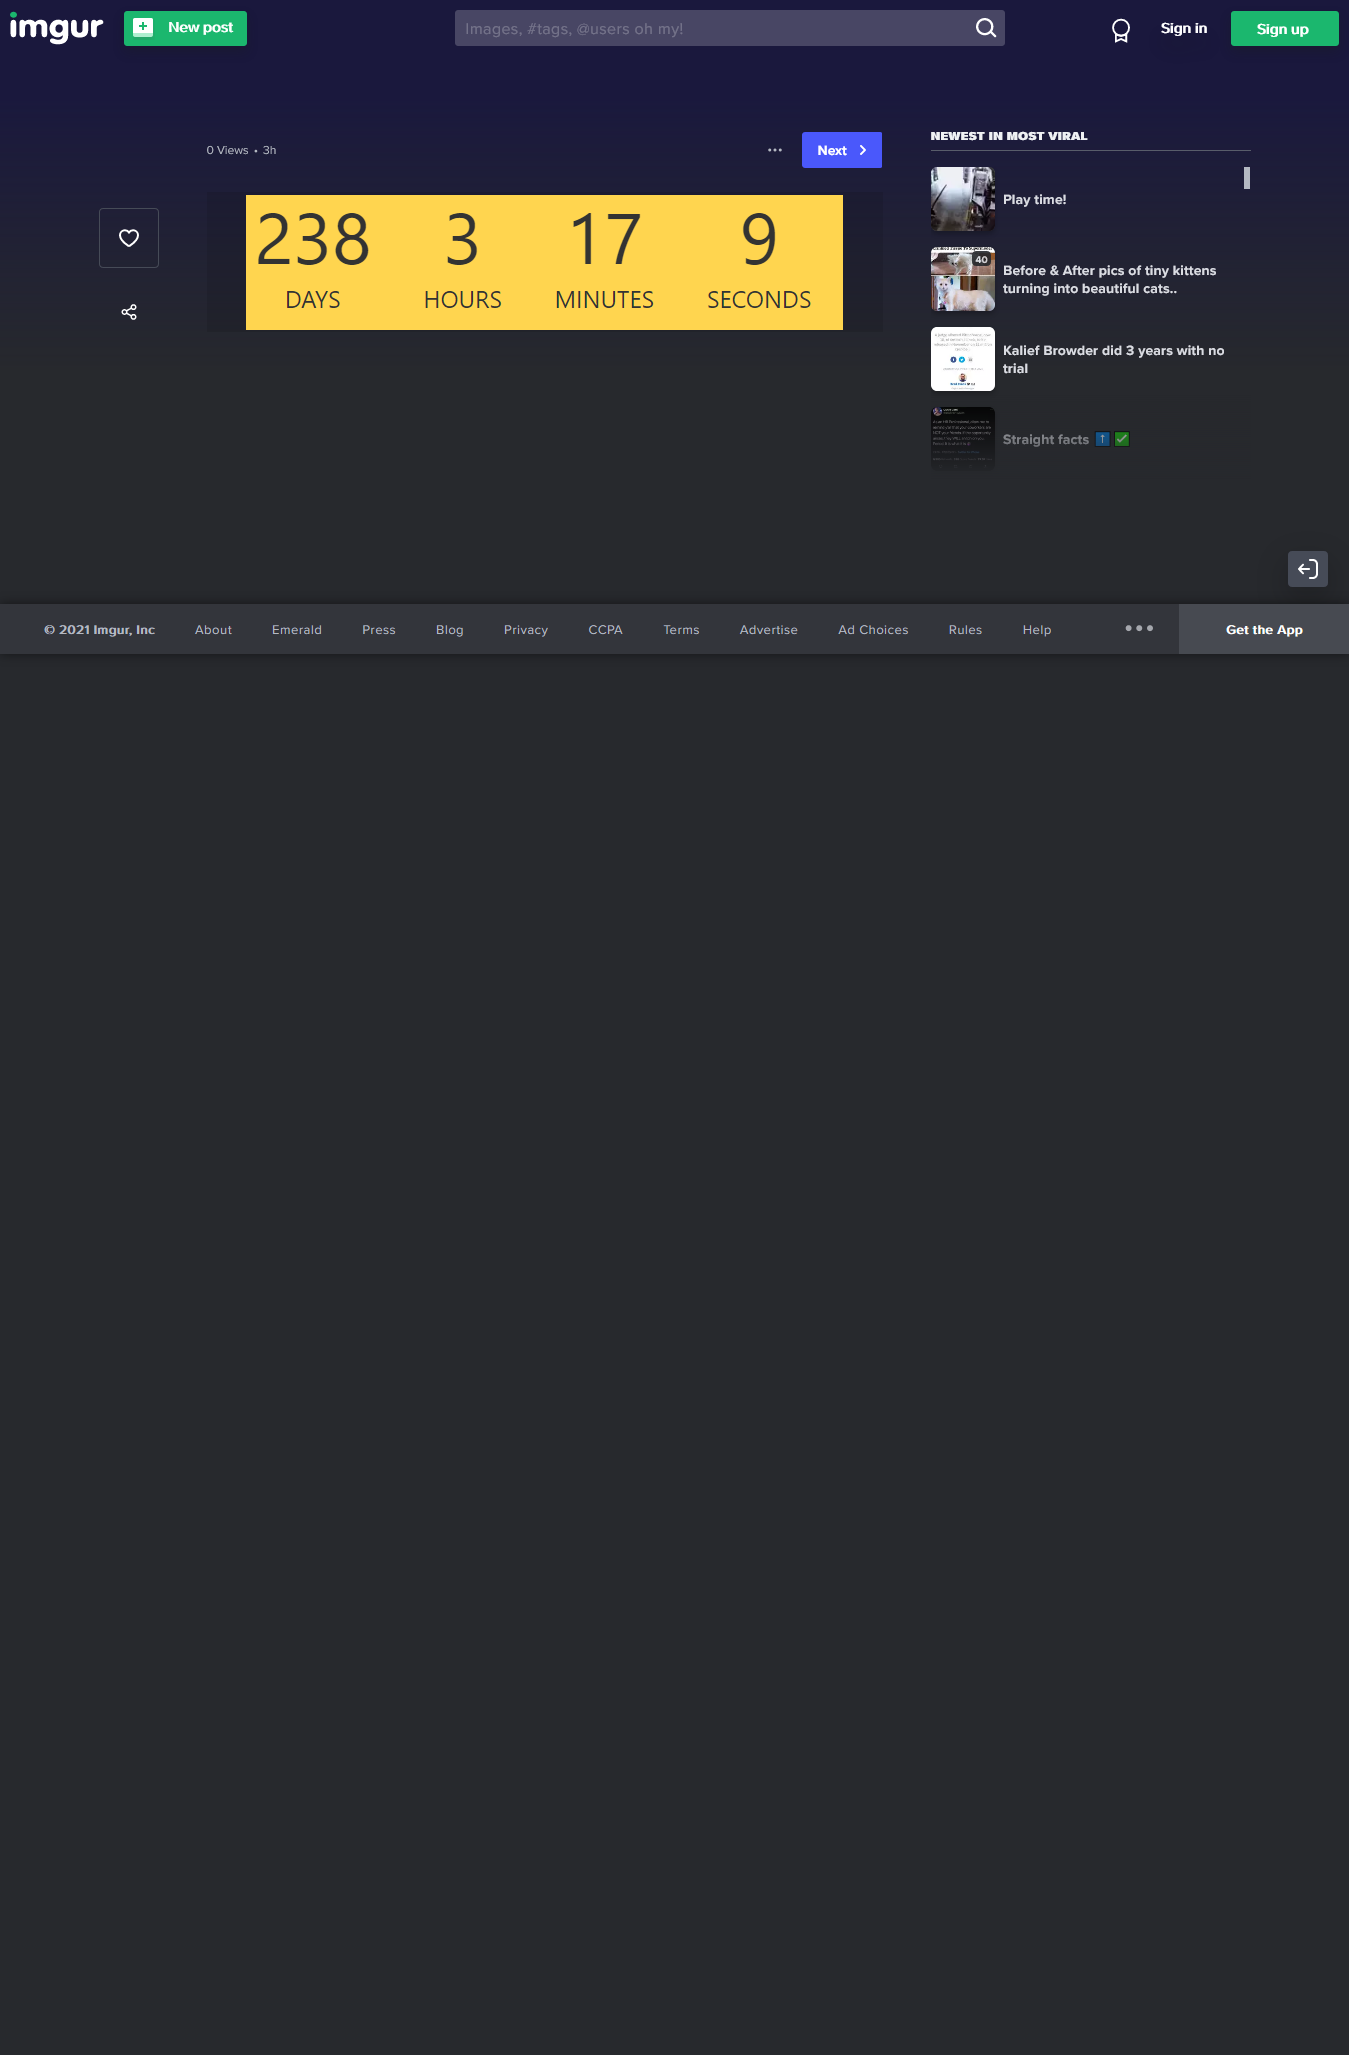 imgur
New post
Images, #tags, @users oh my!
Sign in
Sign up
0 Views • 3h
Next
238 3 17 9
DAYS HOURS MINUTES SECONDS
NEWEST IN MOST VIRAL
Play time!
40
Before & After pics of tiny kittens
turning into beautiful cats..
Kalief Browder did 3 years with no
trial
Straight facts ⬆️ ✅
© 2021 Imgur, Inc About Emerald Press Blog Privacy CCPA Terms Advertise Ad Choices Rules Help ••• Get the App